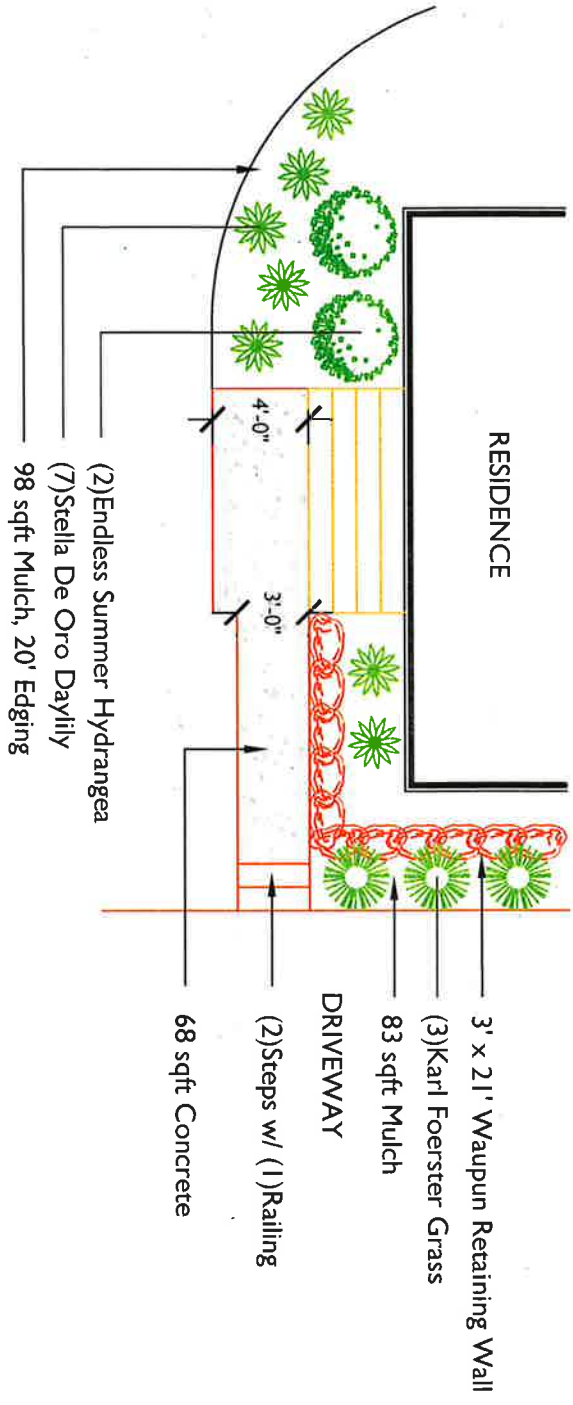 RESIDENCE
4'-0"
3'-0"
(2)Endless Summer Hydrangea
(7)Stella De Oro Daylily
98 sqft Mulch, 20' Edging
3' x 21' Waupun Retaining Wall
(3)Karl Foerster Grass
83 sqft Mulch
DRIVEWAY
(2)Steps w/ (1)Railing
68 sqft Concrete